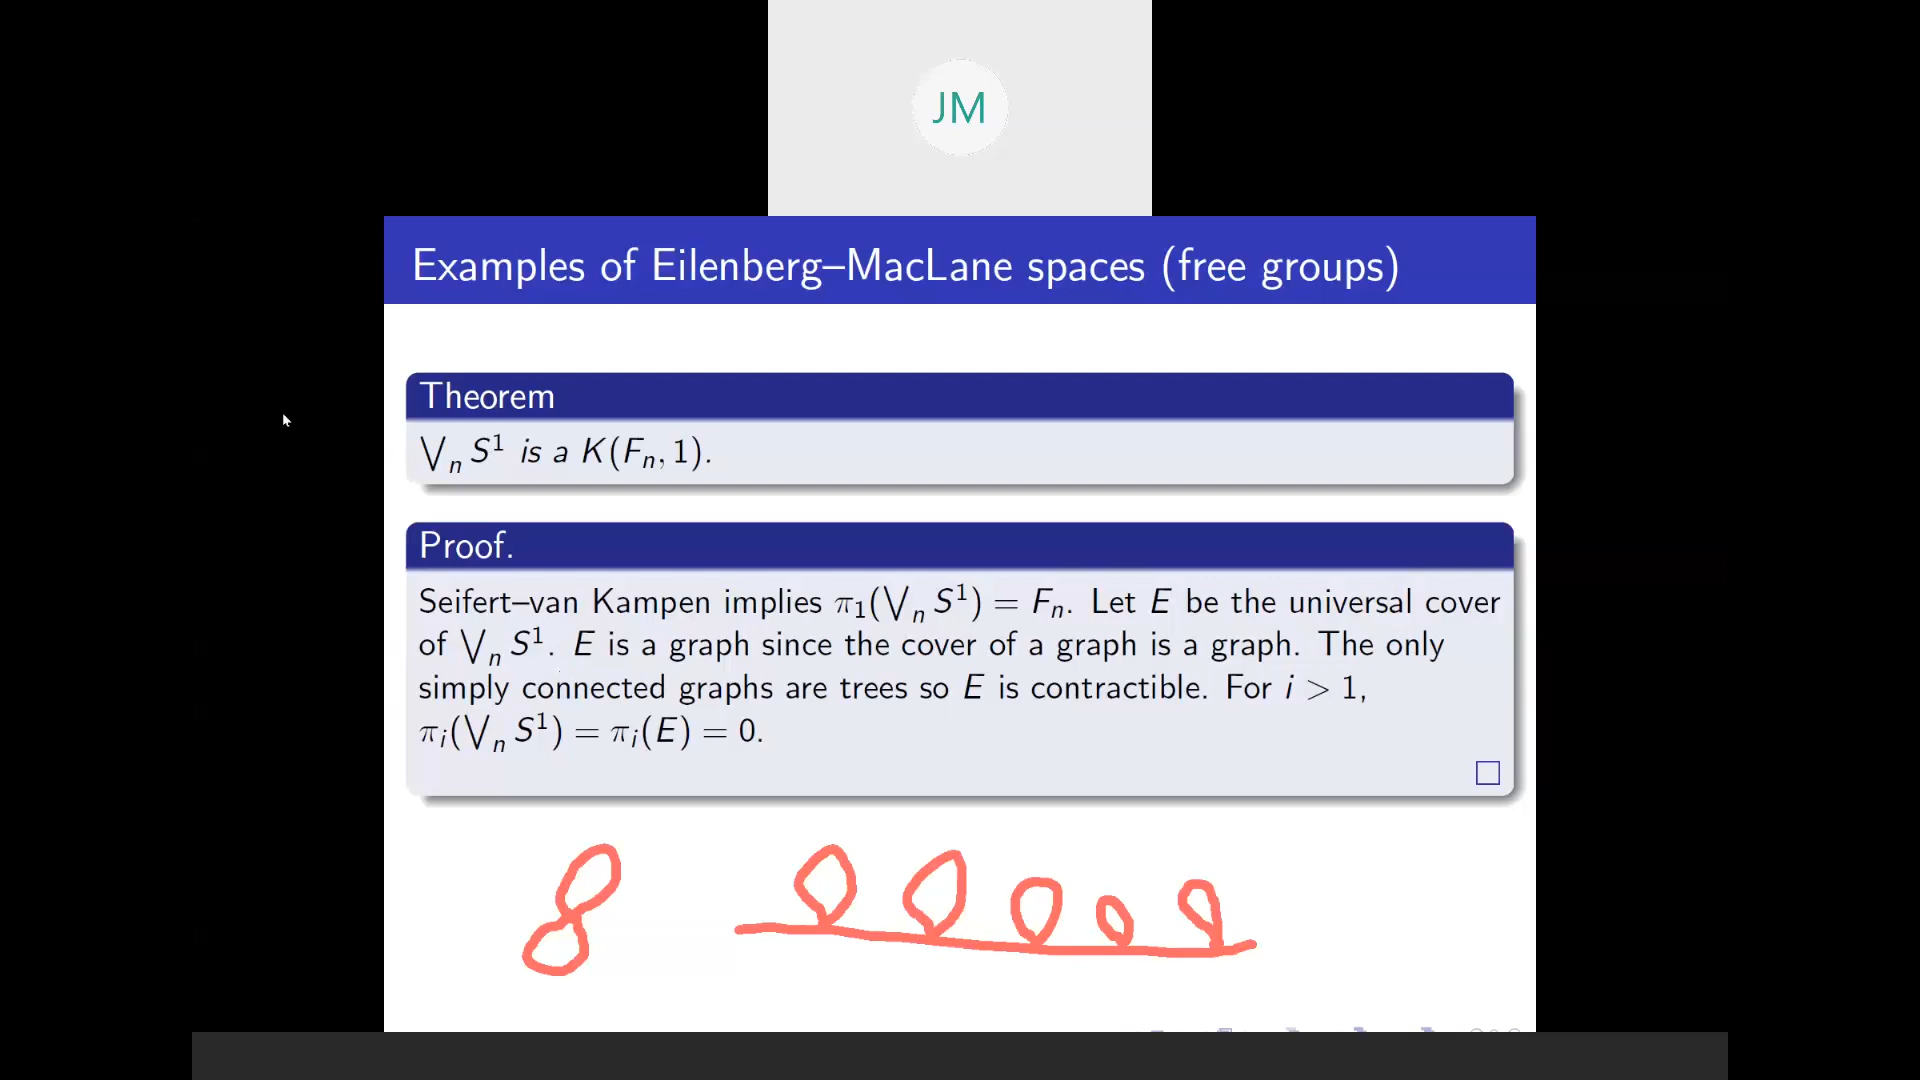 JM
Examples of Eilenberg–MacLane spaces (free groups)
Theorem
⋁ₙ S¹ is a K(Fₙ, 1).
Proof.
Seifert–van Kampen implies π₁(⋁ₙ S¹) = Fₙ. Let E be the universal cover
of ⋁ₙ S¹. E is a graph since the cover of a graph is a graph. The only
simply connected graphs are trees so E is contractible. For i > 1,
πᵢ(⋁ₙ S¹) = πᵢ(E) = 0.